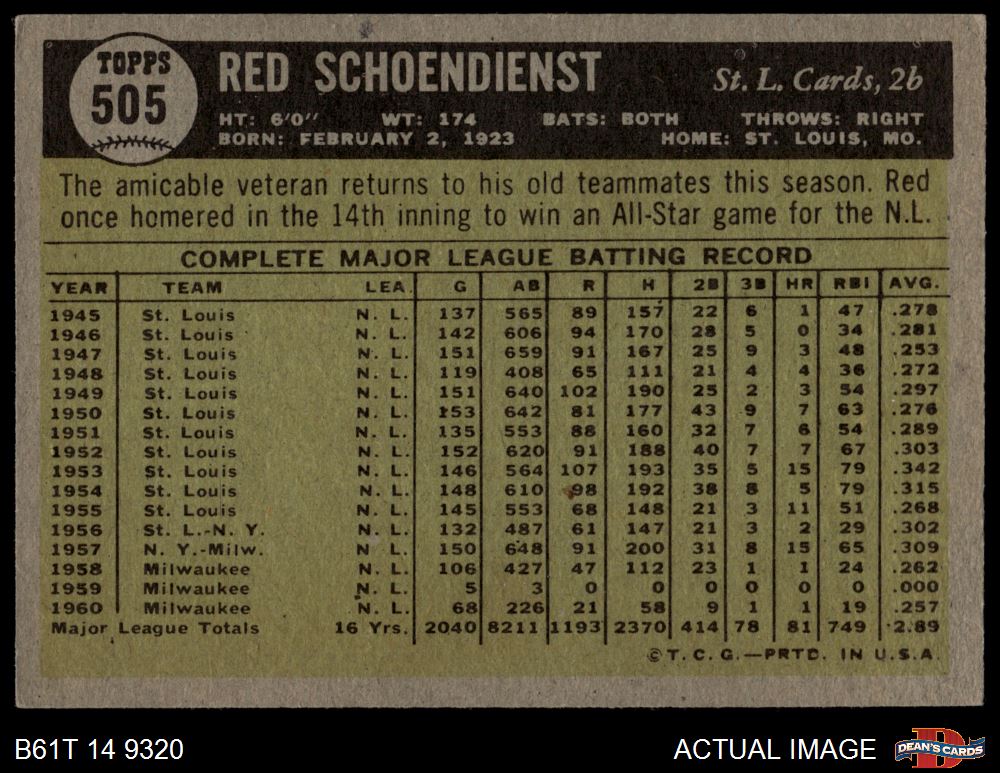 TOPPS
505
RED SCHOENDIENST St. L. Cards, 2b
HT: 6'0'' WT: 174 BATS: BOTH THROWS: RIGHT
BORN: FEBRUARY 2, 1923 HOME: ST. LOUIS, MO.
The amicable veteran returns to his old teammates this season. Red
once homered in the 14th inning to win an All-Star game for the N.L.
COMPLETE MAJOR LEAGUE BATTING RECORD
YEAR TEAM LEA. G AB R H 2B 3B HR RBI AVG.
1945 St. Louis N. L. 137 565 89 157 22 6 1 47 .278
1946 St. Louis N. L. 142 606 94 170 28 5 0 34 .281
1947 St. Louis N. L. 151 659 91 167 25 9 3 48 .253
1948 St. Louis N. L. 119 408 65 111 21 4 4 36 .272
1949 St. Louis N. L. 151 640 102 190 25 2 3 54 .297
1950 St. Louis N. L. 153 642 81 177 43 9 7 63 .276
1951 St. Louis N. L. 135 553 88 160 32 7 6 54 .289
1952 St. Louis N. L. 152 620 91 188 40 7 7 67 .303
1953 St. Louis N. L. 146 564 107 193 35 5 15 79 .342
1954 St. Louis N. L. 148 610 98 192 38 8 5 79 .315
1955 St. Louis N. L. 145 553 68 148 21 3 11 51 .268
1956 St. L.-N. Y. N. L. 132 487 61 147 21 3 2 29 .302
1957 N. Y.-Milw. N L. 150 648 91 200 31 8 15 65 .309
1958 Milwaukee N. L. 106 427 47 112 23 1 1 24 .262
1959 Milwaukee N. L. 5 3 0 0 0 0 0 0 .000
1960 Milwaukee N. L. 68 226 21 58 9 1 1 19 .257
Major League Totals 16 Yrs. 2040 8211 1193 2370 414 78 81 749 .2.89
© T. C. G.—PRTD. IN U.S.A.
B61T 14 9320 ACTUAL IMAGE DEAN'S CARDS